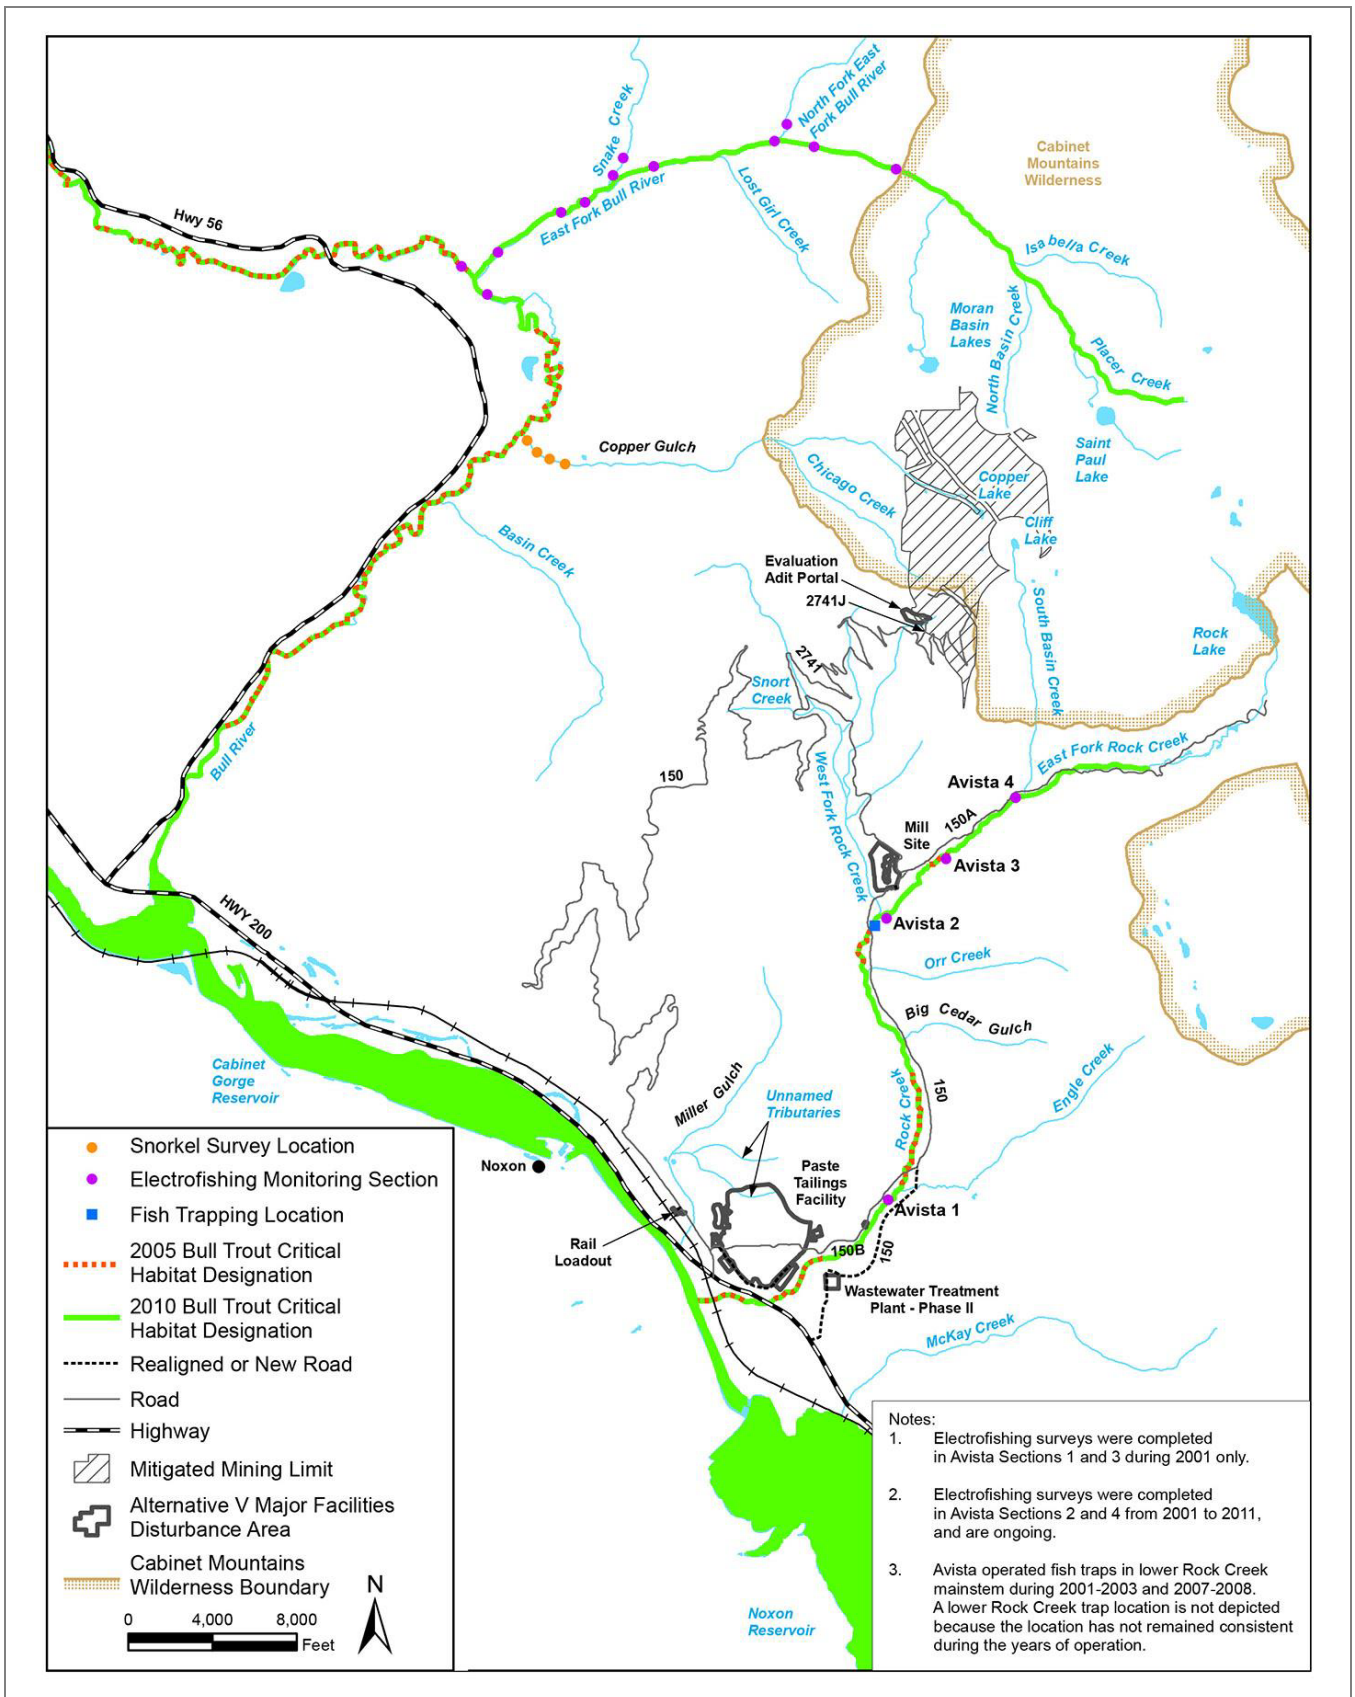 North Fork East
Fork Bull River
Snake Creek
Cabinet
Mountains
Wilderness
Hwy 56
East Fork Bull River
Lost Girl Creek
Isabella Creek
Moran
Basin
Lakes
North Basin Creek
Placer Creek
Copper Gulch
Chicago Creek
Saint
Paul
Lake
Copper
Lake
Cliff
Lake
Basin Creek
Evaluation
Adit Portal
2741J
South Basin Creek
Rock
Lake
2741
Snort
Creek
Bull River
150
West Fork Rock Creek
East Fork Rock Creek
Avista 4
150A
Mill
Site
Avista 3
HWY 200
Avista 2
Orr Creek
Big Cedar Gulch
Cabinet
Gorge
Reservoir
Miller Gulch
Unnamed
Tributaries
Rock Creek
150
Engle Creek
Noxon
Paste
Tailings
Facility
Avista 1
Rail
Loadout
150B
150
Wastewater Treatment
Plant - Phase II
McKay Creek
Noxon
Reservoir
Snorkel Survey Location
Electrofishing Monitoring Section
Fish Trapping Location
2005 Bull Trout Critical
Habitat Designation
2010 Bull Trout Critical
Habitat Designation
Realigned or New Road
Road
Highway
Mitigated Mining Limit
Alternative V Major Facilities
Disturbance Area
Cabinet Mountains
Wilderness Boundary
N
0 4,000 8,000
Feet
Notes:
1. Electrofishing surveys were completed
in Avista Sections 1 and 3 during 2001 only.
2. Electrofishing surveys were completed
in Avista Sections 2 and 4 from 2001 to 2011,
and are ongoing.
3. Avista operated fish traps in lower Rock Creek
mainstem during 2001-2003 and 2007-2008.
A lower Rock Creek trap location is not depicted
because the location has not remained consistent
during the years of operation.